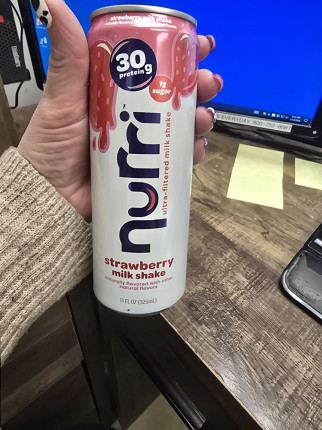 strawberry milk shake
30g
protein
1g
sugar
nurri
ultra-filtered milk shake
strawberry
milk shake
naturally flavored with other
natural flavors
11 FL OZ (325mL)